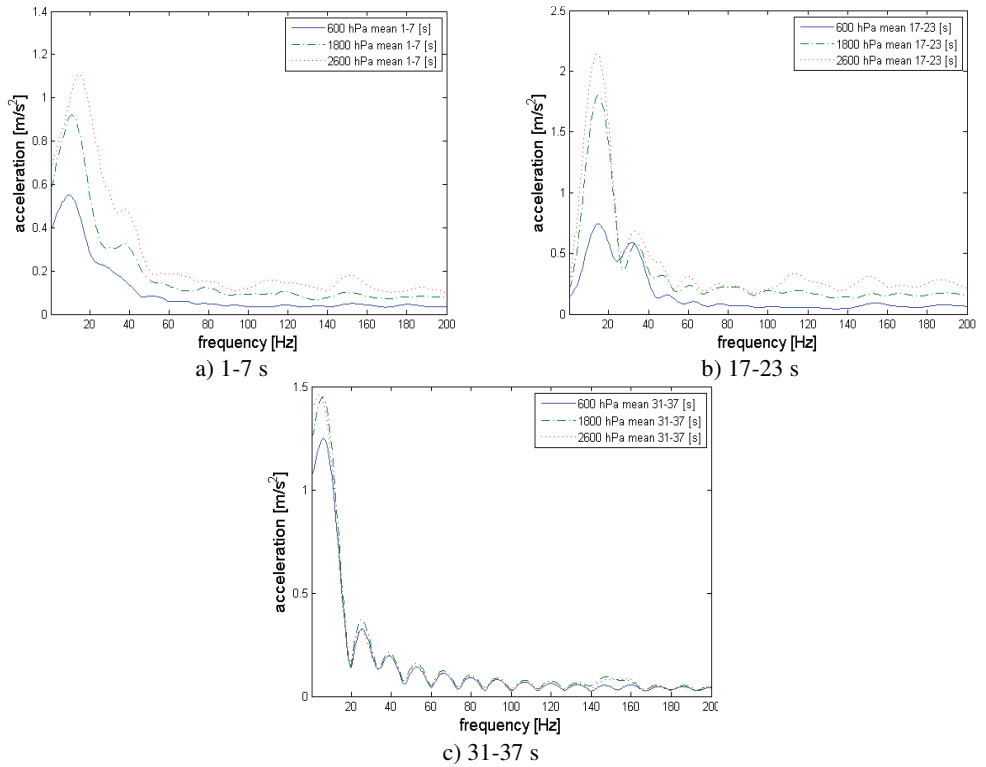 600 hPa mean 1-7 [s]
1800 hPa mean 1-7 [s]
2600 hPa mean 1-7 [s]
1.4
1.2
1
0.8
0.6
0.4
0.2
0
acceleration [m/s²]
20 40 60 80 100 120 140 160 180 200
frequency [Hz]
a) 1-7 s
600 hPa mean 17-23 [s]
1800 hPa mean 17-23 [s]
2600 hPa mean 17-23 [s]
2.5
2
1.5
1
0.5
0
acceleration [m/s²]
20 40 60 80 100 120 140 160 180 200
frequency [Hz]
b) 17-23 s
600 hPa mean 31-37 [s]
1800 hPa mean 31-37 [s]
2600 hPa mean 31-37 [s]
1.5
1
0.5
0
acceleration [m/s²]
20 40 60 80 100 120 140 160 180 200
frequency [Hz]
c) 31-37 s